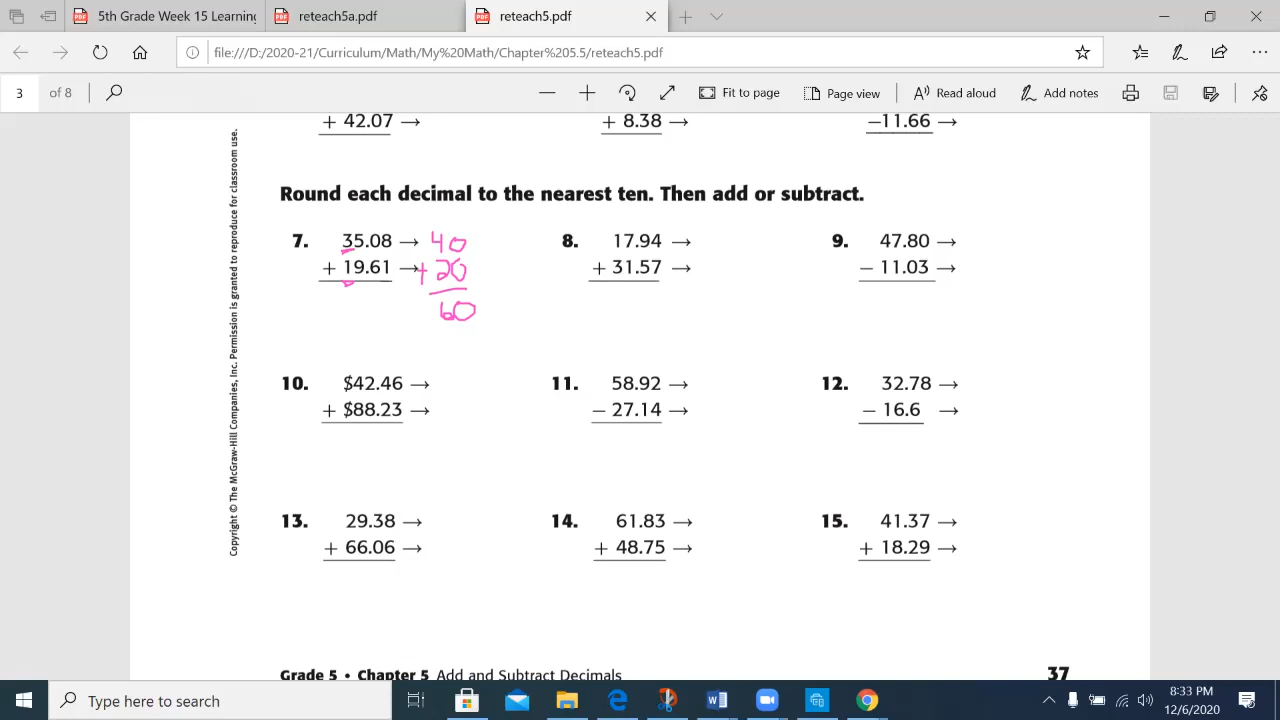 5th Grade Week 15 Learning
reteach5.pdf
file:///D:/2020-21/Curriculum/Math/My%20Math/Chapter%205.5/reteach5.pdf
3 of 8
Fit to page
Page view
Read aloud
Add notes
+ 42.07 → + 8.38 → −11.66 →
Round each decimal to the nearest ten. Then add or subtract.
7. 35.08 → 40 8. 17.94 → 9. 47.80 →
+ 19.61 → + 20 + 31.57 → − 11.03 →
60
10. $42.46 → 11. 58.92 → 12. 32.78 →
+ $88.23 → − 27.14 → − 16.6 →
13. 29.38 → 14. 61.83 → 15. 41.37 →
+ 66.06 → + 48.75 → + 18.29 →
Copyright © The McGraw-Hill Companies, Inc. Permission is granted to reproduce for classroom use.
Grade 5 • Chapter 5 Add and Subtract Decimals 37
Type here to search
8:33 PM
12/6/2020